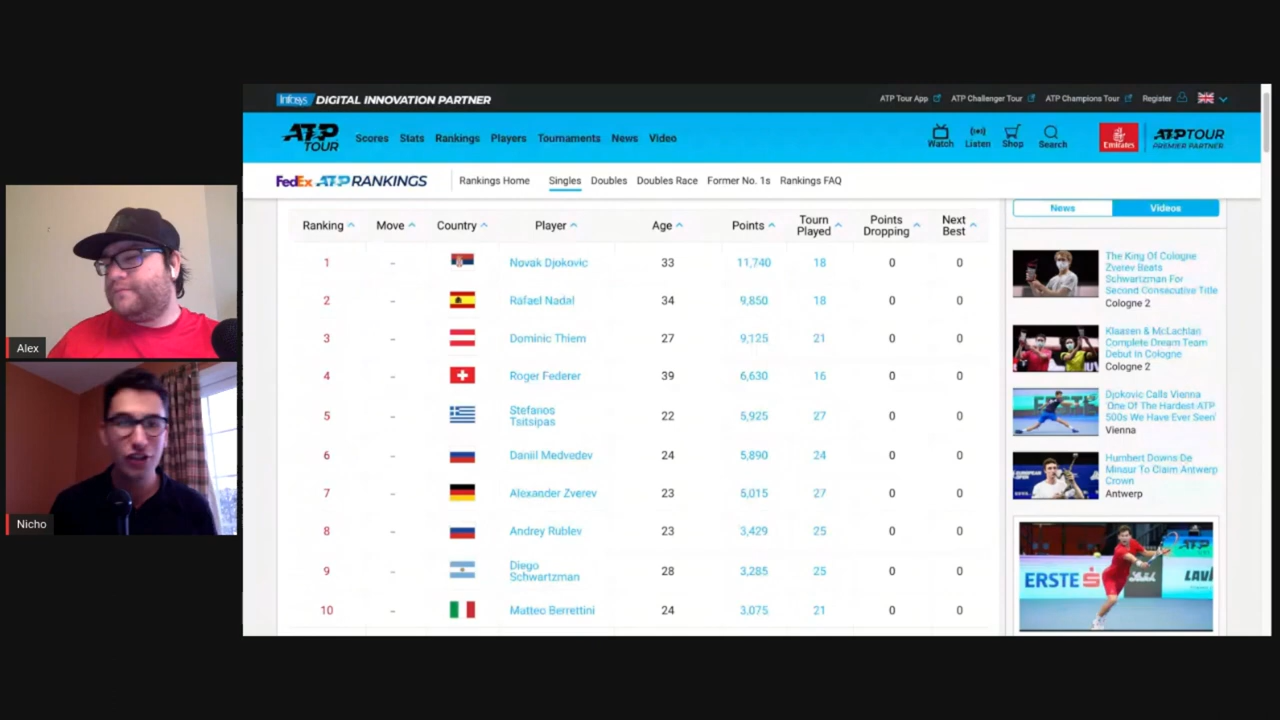 Infosys DIGITAL INNOVATION PARTNER
ATP Tour App ATP Challenger Tour ATP Champions Tour Register
ATP TOUR
Scores Stats Rankings Players Tournaments News Video
Watch Listen Shop Search
Emirates
ATP TOUR
PREMIER PARTNER
FedEx ATP RANKINGS
Rankings Home Singles Doubles Doubles Race Former No. 1s Rankings FAQ
Ranking Move Country Player Age Points Tourn Played Points Dropping Next Best
1 - Novak Djokovic 33 11,740 18 0 0
2 - Rafael Nadal 34 9,850 18 0 0
3 - Dominic Thiem 27 9,125 21 0 0
4 - Roger Federer 39 6,630 16 0 0
5 - Stefanos Tsitsipas 22 5,925 27 0 0
6 - Daniil Medvedev 24 5,890 24 0 0
7 - Alexander Zverev 23 5,015 27 0 0
8 - Andrey Rublev 23 3,429 25 0 0
9 - Diego Schwartzman 28 3,285 25 0 0
10 - Matteo Berrettini 24 3,075 21 0 0
News Videos
The King Of Cologne
Zverev Beats
Schwartzman For
Second Consecutive Title
Cologne 2
Klaasen & McLachlan
Complete Dream Team
Debut In Cologne
Cologne 2
Djokovic Calls Vienna
'One Of The Hardest ATP
500s We Have Ever Seen'
Vienna
Humbert Downs De
Minaur To Claim Antwerp
Crown
Antwerp
ERSTE
ATP
LAVI
Alex
Nicho